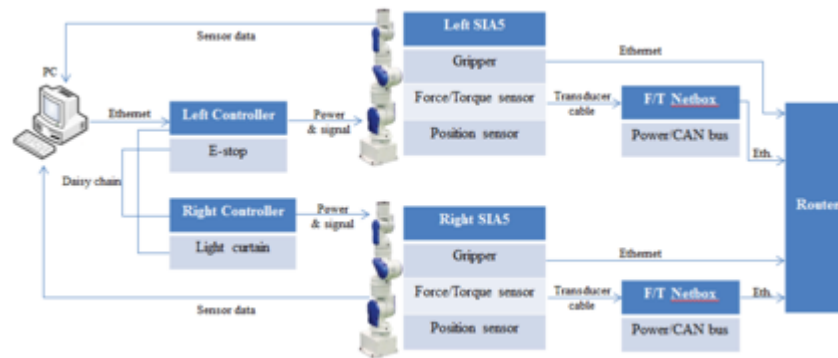 Sensor data
PC
Ethernet
Left Controller
E-stop
Daisy chain
Right Controller
Light curtain
Sensor data
Power
& signal
Power
& signal
Left SIA5
Gripper
Force/Torque sensor
Position sensor
Ethernet
Transducer
cable
F/T Netbox
Power/CAN bus
Eth.
Right SIA5
Gripper
Force/Torque sensor
Position sensor
Ethernet
Transducer
cable
F/T Netbox
Power/CAN bus
Eth.
Router